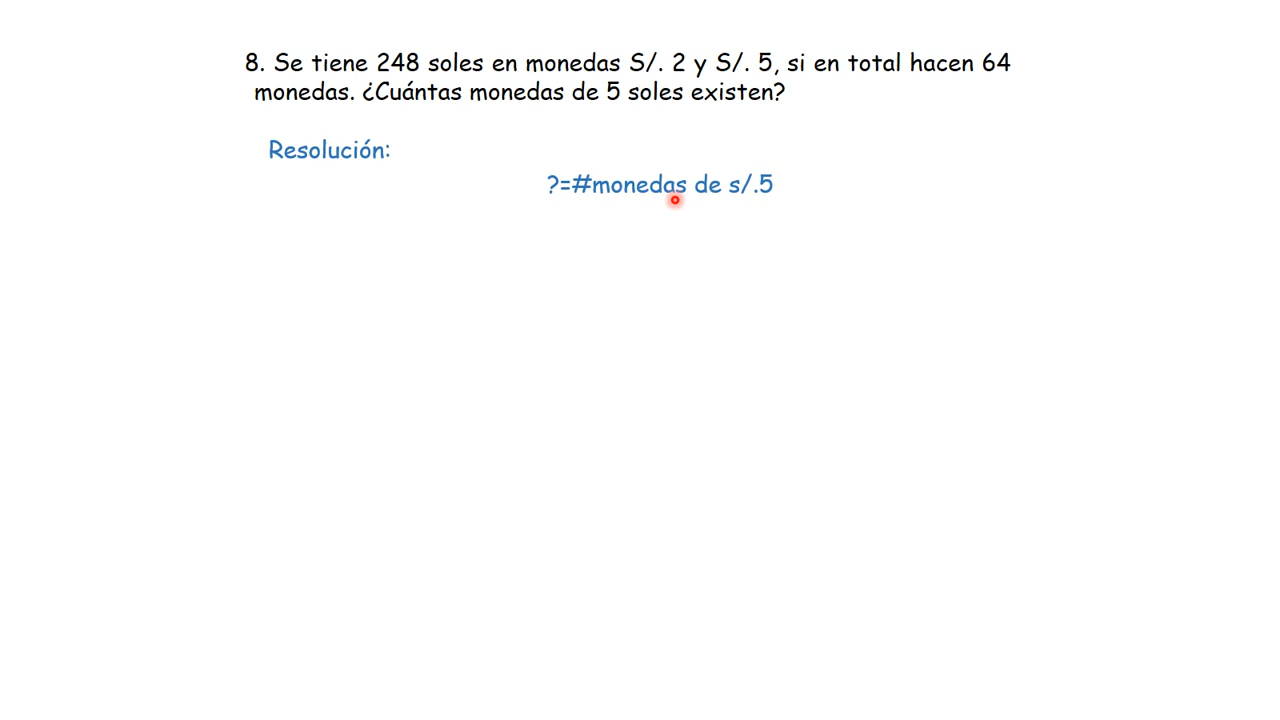 8. Se tiene 248 soles en monedas S/. 2 y S/. 5, si en total hacen 64
monedas. ¿Cuántas monedas de 5 soles existen?
Resolución:
?=#monedas de s/.5